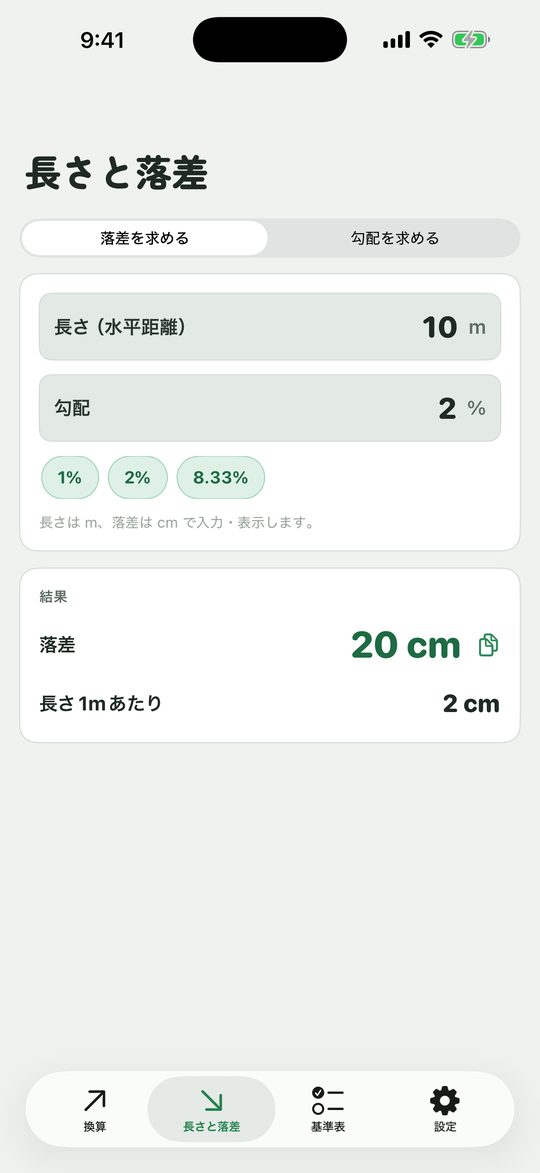 9:41
長さと落差
落差を求める 勾配を求める
長さ（水平距離） 10 m
勾配 2 %
1% 2% 8.33%
長さは m、落差は cm で入力・表示します。
結果
落差 20 cm
長さ1mあたり 2 cm
換算 長さと落差 基準表 設定